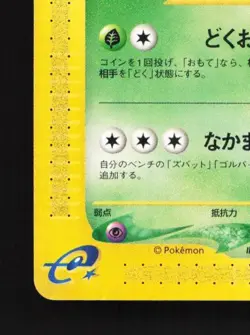 どくお
コインを1回投げ、「おもて」なら、
相手を「どく」状態にする。
なかま
自分のベンチの「ズバット」「ゴルバ
追加する。
弱点 抵抗力
e
© Pokémon